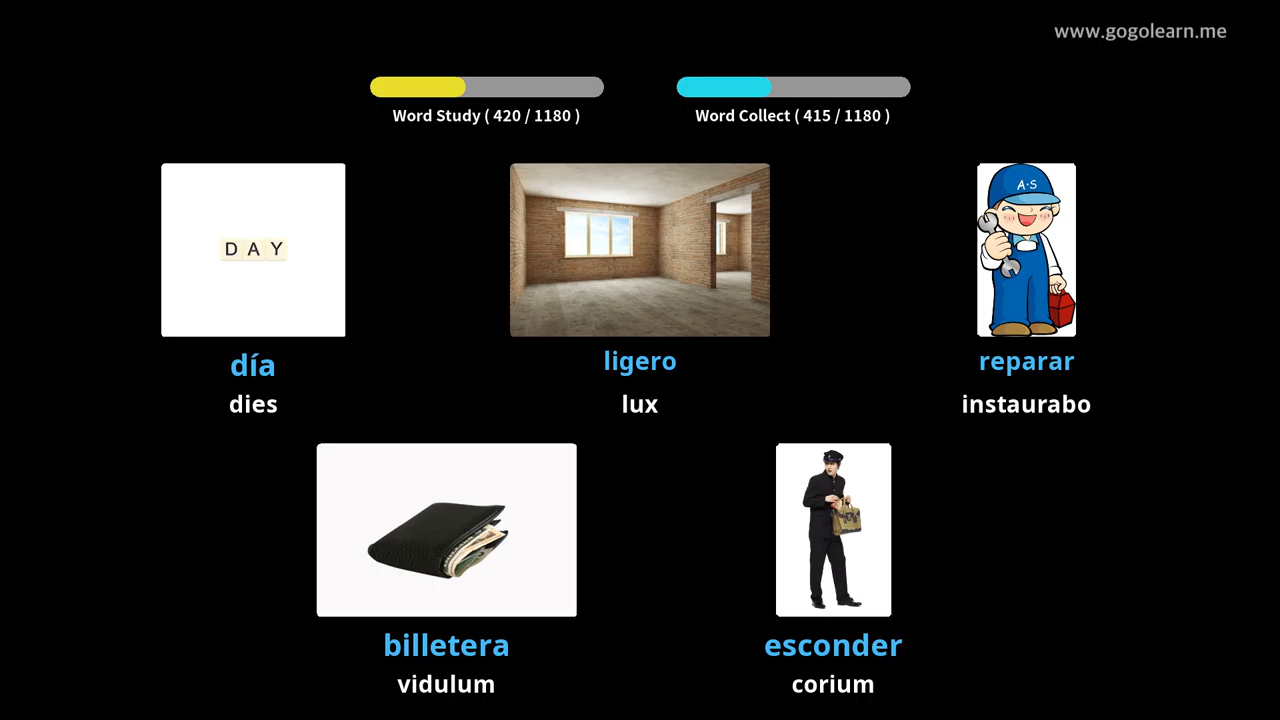 www.gogolearn.me
Word Study ( 420 / 1180 )
Word Collect ( 415 / 1180 )
DAY
A·S
día
ligero
reparar
dies
lux
instaurabo
billetera
esconder
vidulum
corium